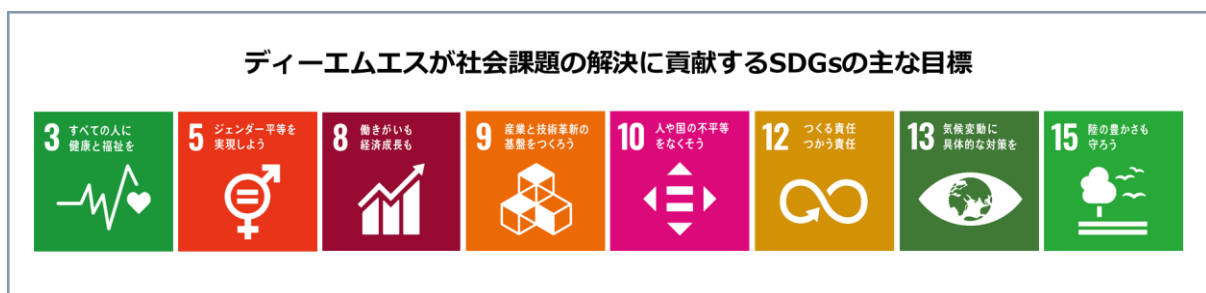 ディーエムエスが社会課題の解決に貢献するSDGsの主な目標
3 すべての人に
健康と福祉を
5 ジェンダー平等を
実現しよう
8 働きがいも
経済成長も
9 産業と技術革新の
基盤をつくろう
10 人や国の不平等
をなくそう
12 つくる責任
つかう責任
13 気候変動に
具体的な対策を
15 陸の豊かさも
守ろう